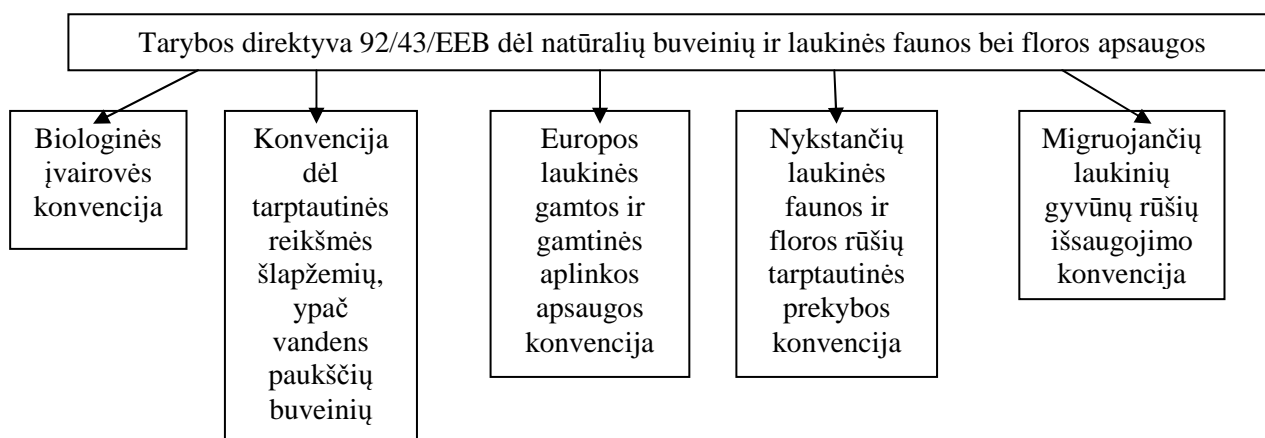 Tarybos direktyva 92/43/EEB dėl natūralių buveinių ir laukinės faunos bei floros apsaugos
Biologinės
įvairovės
konvencija
Konvencija
dėl
tarptautinės
reikšmės
šlapžemių,
ypač
vandens
paukščių
buveinių
Europos
laukinės
gamtos ir
gamtinės
aplinkos
apsaugos
konvencija
Nykstančių
laukinės
faunos ir
floros rūšių
tarptautinės
prekybos
konvencija
Migruojančių
laukinių
gyvūnų rūšių
išsaugojimo
konvencija